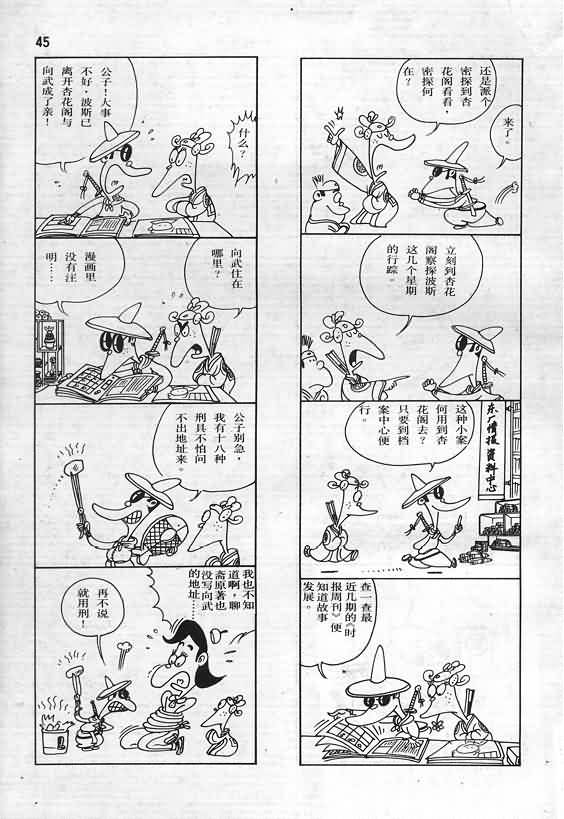 45
还是派个
密探到杏
花阁看看，
密探何
在？
来了。
立刻到杏花
阁察探波斯
这几个星期
的行踪。
这种小案
何用到杏
花阁去？
只要到档
案中心便
行。
东厂情报资料中心
查一查最
近几期的《时
报周刊》便
知道故事
发展。
公子！大事
不好，波斯已
离开杏花阁与
向武成了亲！
什么？
向武住在
哪里？
漫画里
没有注
明……
公子别急，
我有十八种
刑具不怕问
不出地址来。
我也不知
道啊，聊
斋原著也
没写向武
的地址……
再不说
就用刑！